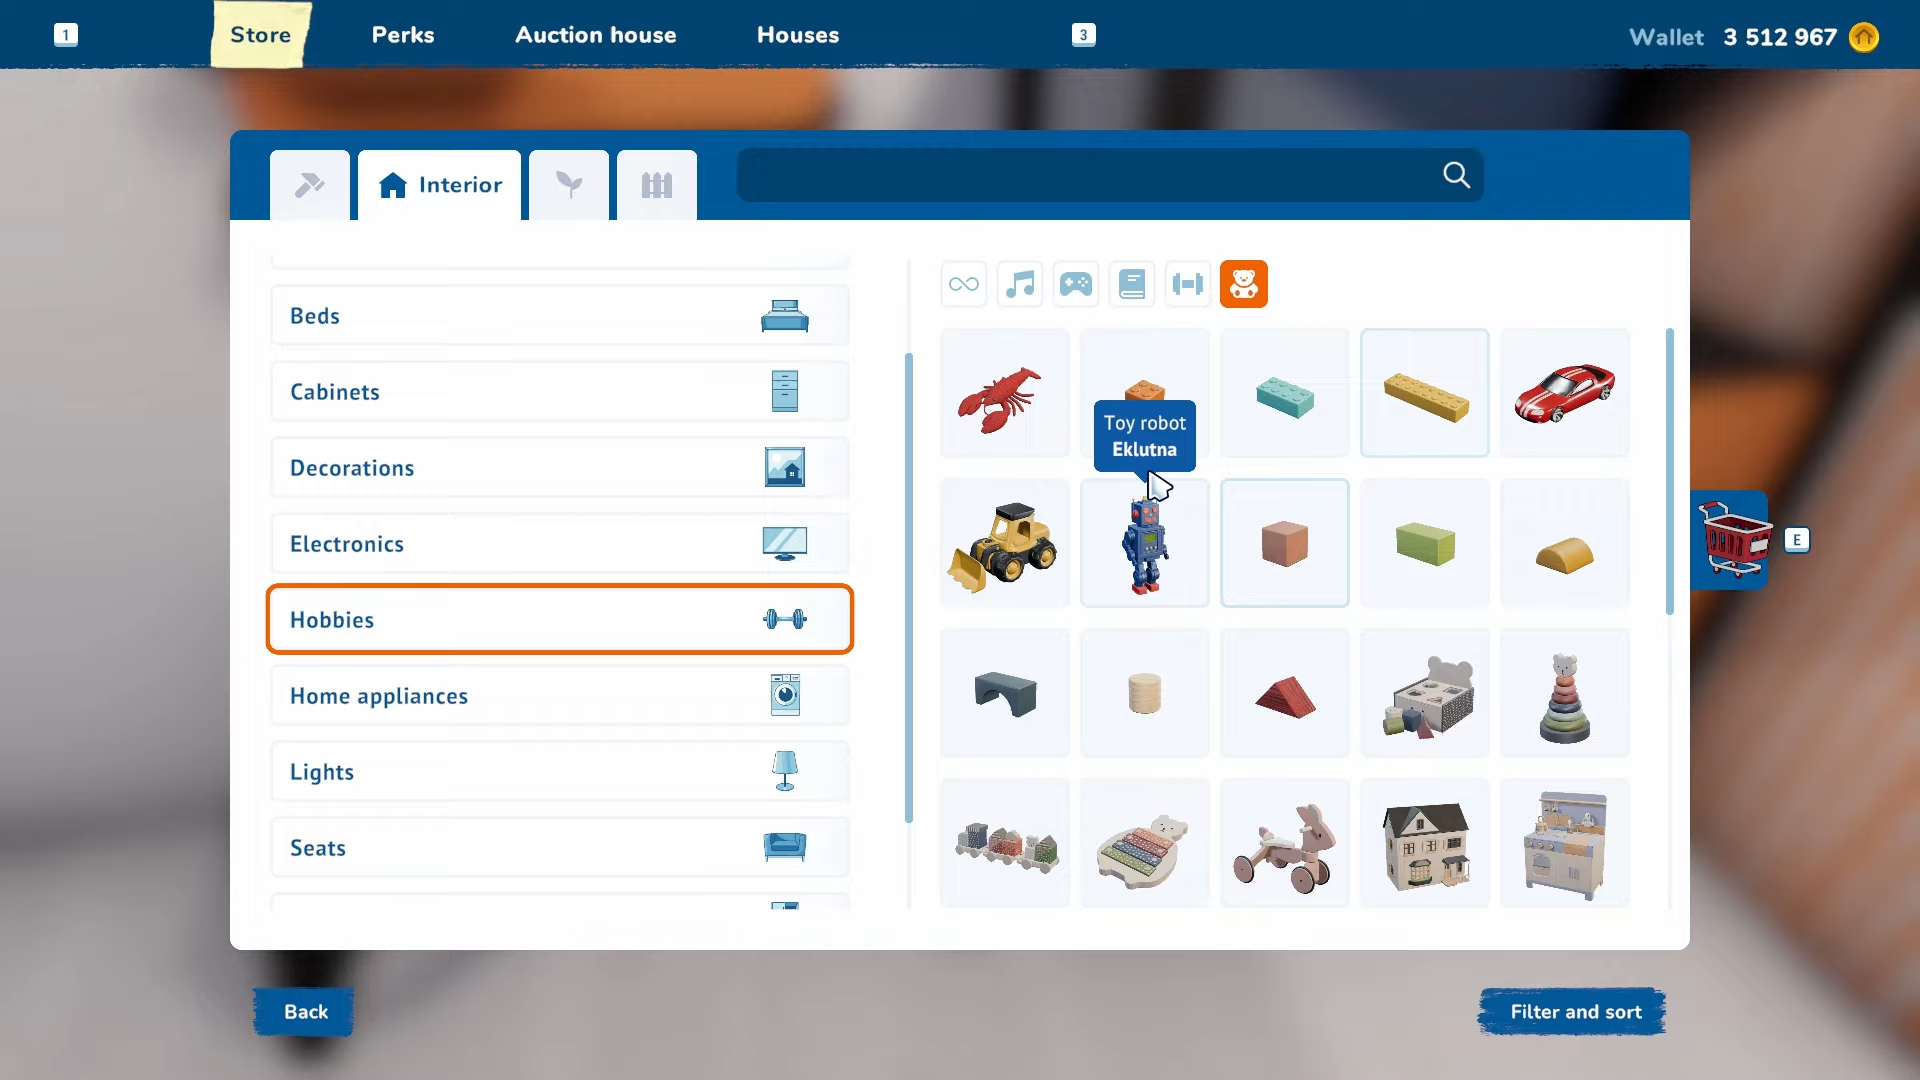 1
Store
Perks
Auction house
Houses
3
Wallet 3 512 967
Interior
Beds
Cabinets
Decorations
Electronics
Hobbies
Home appliances
Lights
Seats
Toy robot
Eklutna
E
Back
Filter and sort